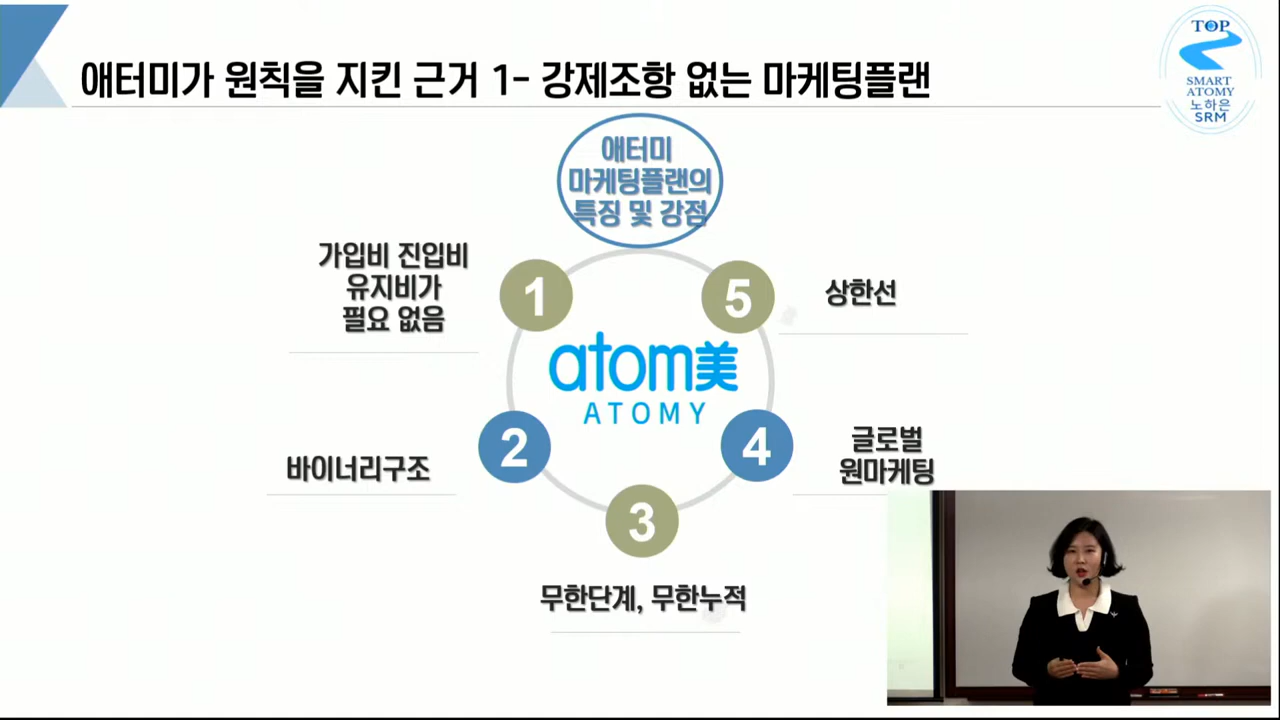 애터미가 원칙을 지킨 근거 1- 강제조항 없는 마케팅플랜
TOP
SMART
ATOMY
노하은
SRM
애터미
마케팅플랜의
특징 및 강점
가입비 진입비
유지비가
필요 없음
1
5
상한선
atom美
ATOMY
바이너리구조
2
4
글로벌
원마케팅
3
무한단계, 무한누적